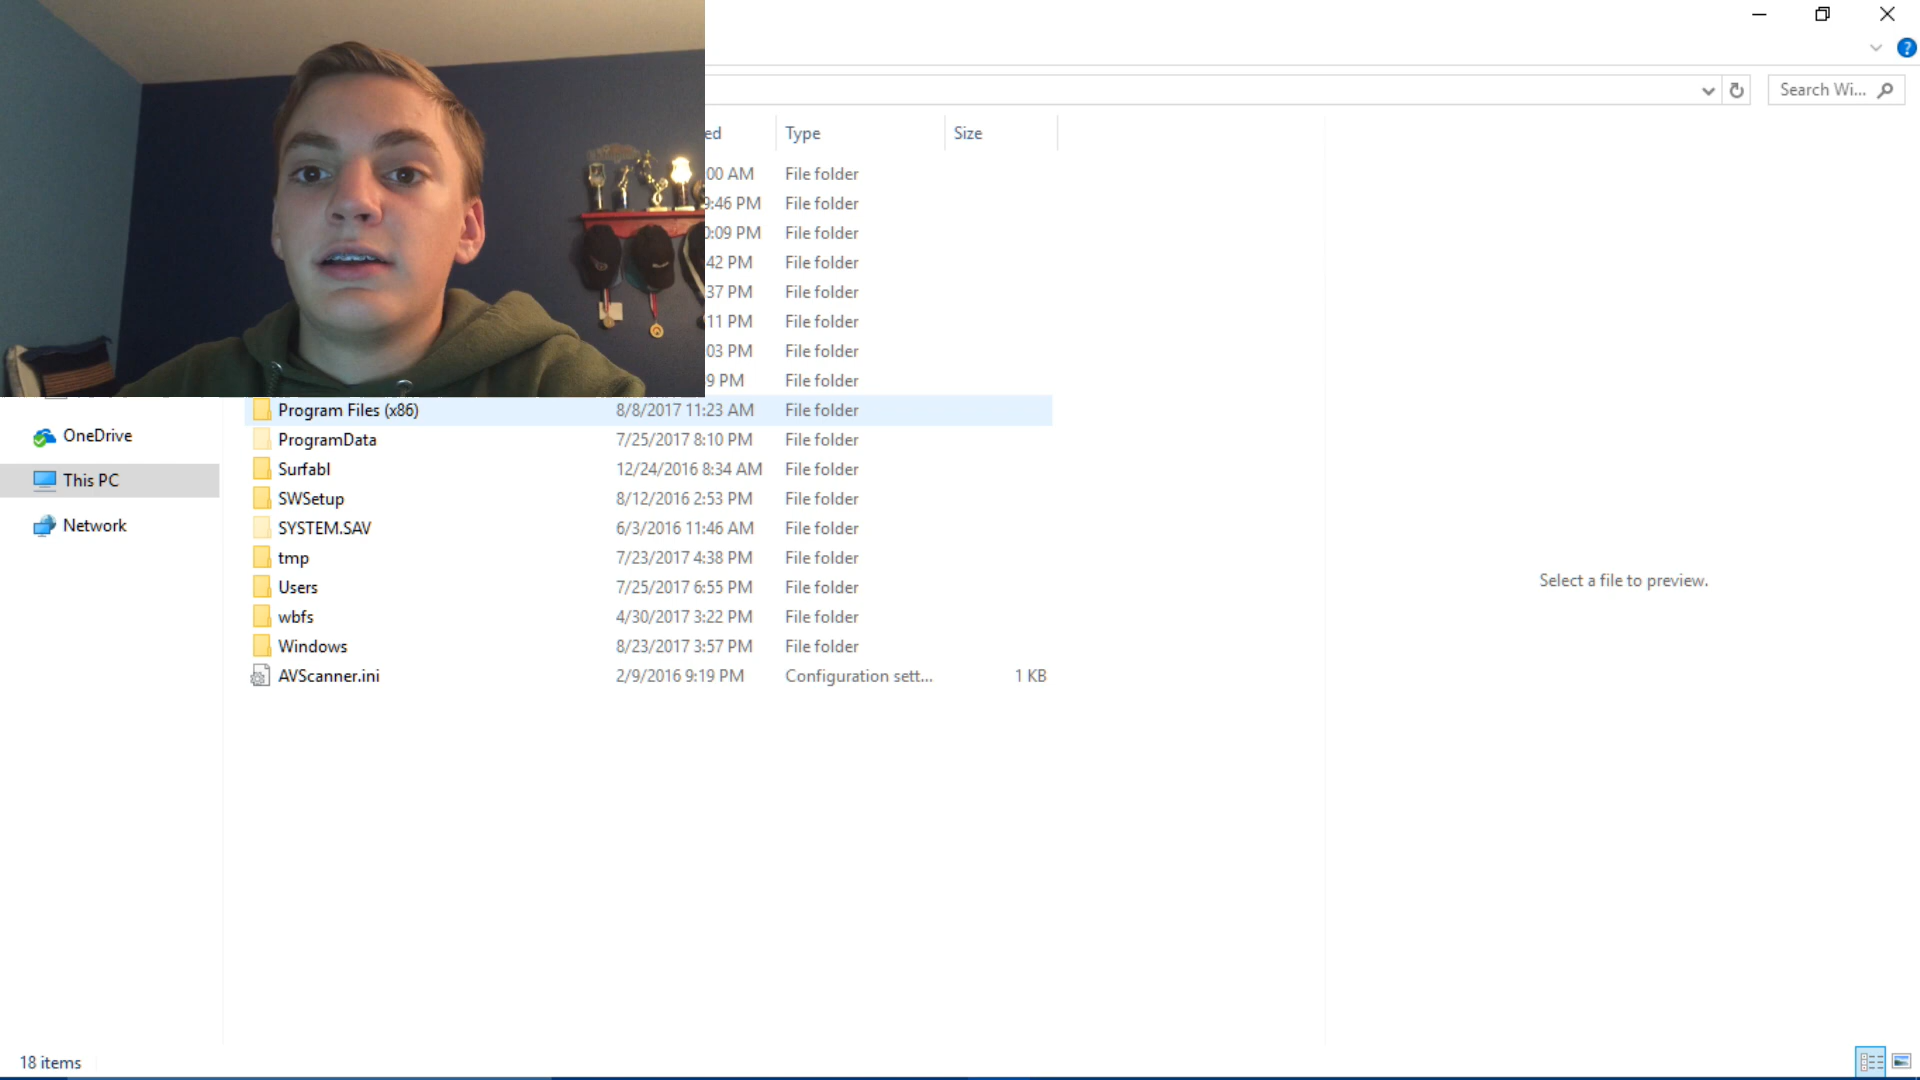 Search Wi...
ed Type Size
:00 AM File folder
9:46 PM File folder
0:09 PM File folder
:42 PM File folder
:37 PM File folder
:11 PM File folder
:03 PM File folder
:9 PM File folder
Program Files (x86) 8/8/2017 11:23 AM File folder
OneDrive
ProgramData 7/25/2017 8:10 PM File folder
Surfabl 12/24/2016 8:34 AM File folder
This PC
SWSetup 8/12/2016 2:53 PM File folder
Network
SYSTEM.SAV 6/3/2016 11:46 AM File folder
tmp 7/23/2017 4:38 PM File folder
Select a file to preview.
Users 7/25/2017 6:55 PM File folder
wbfs 4/30/2017 3:22 PM File folder
Windows 8/23/2017 3:57 PM File folder
AVScanner.ini 2/9/2016 9:19 PM Configuration sett... 1 KB
18 items